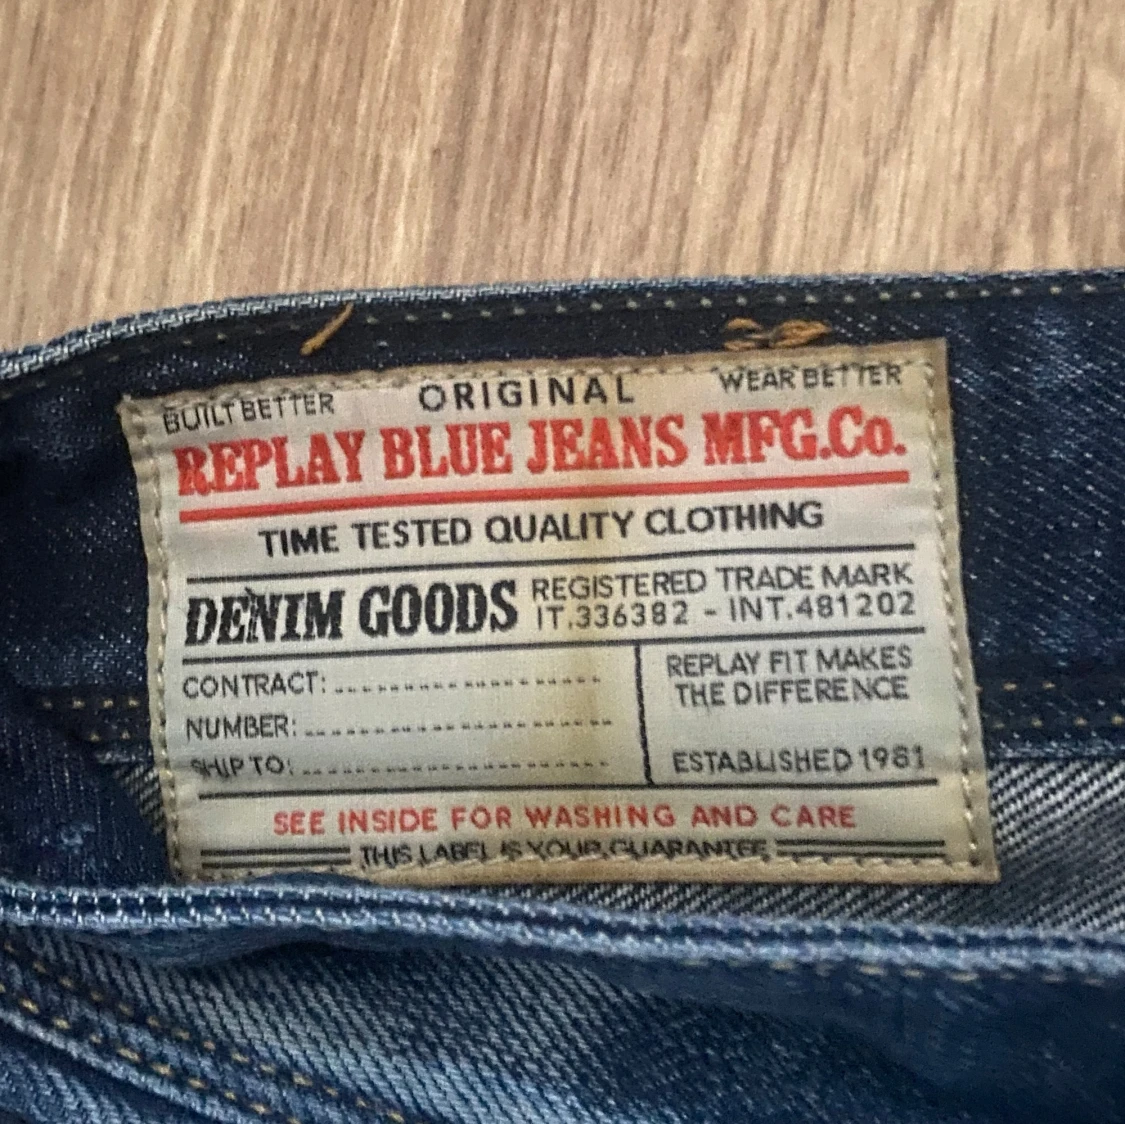 BUILT BETTER ORIGINAL WEAR BETTER
REPLAY BLUE JEANS MFG.Co.
TIME TESTED QUALITY CLOTHING
DENIM GOODS
REGISTERED TRADE MARK
IT.336382 - INT.481202
CONTRACT:
NUMBER:
SHIP TO:
REPLAY FIT MAKES
THE DIFFERENCE
ESTABLISHED 1981
SEE INSIDE FOR WASHING AND CARE
THIS LABEL IS YOUR GUARANTEE